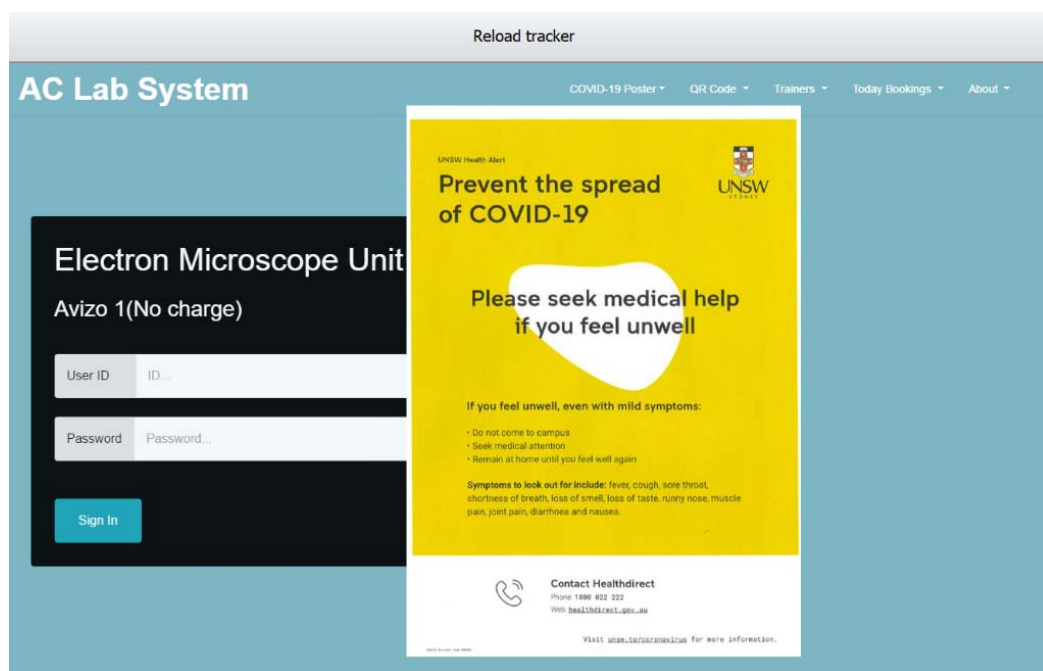 Reload tracker
AC Lab System
COVID-19 Poster
QR Code
Trainers
Today Bookings
About
Electron Microscope Unit
Avizo 1(No charge)
User ID
ID...
Password
Password...
Sign In
UNSW Health Alert
Prevent the spread
of COVID-19
UNSW
SYDNEY
Please seek medical help
if you feel unwell
If you feel unwell, even with mild symptoms:
• Do not come to campus
• Seek medical attention
• Remain at home until you feel well again
Symptoms to look out for include: fever, cough, sore throat,
shortness of breath, loss of smell, loss of taste, runny nose, muscle
pain, joint pain, diarrhoea and nausea.
Contact Healthdirect
Phone: 1800 022 222
Web: healthdirect.gov.au
Visit unsw.to/coronavirus for more information.